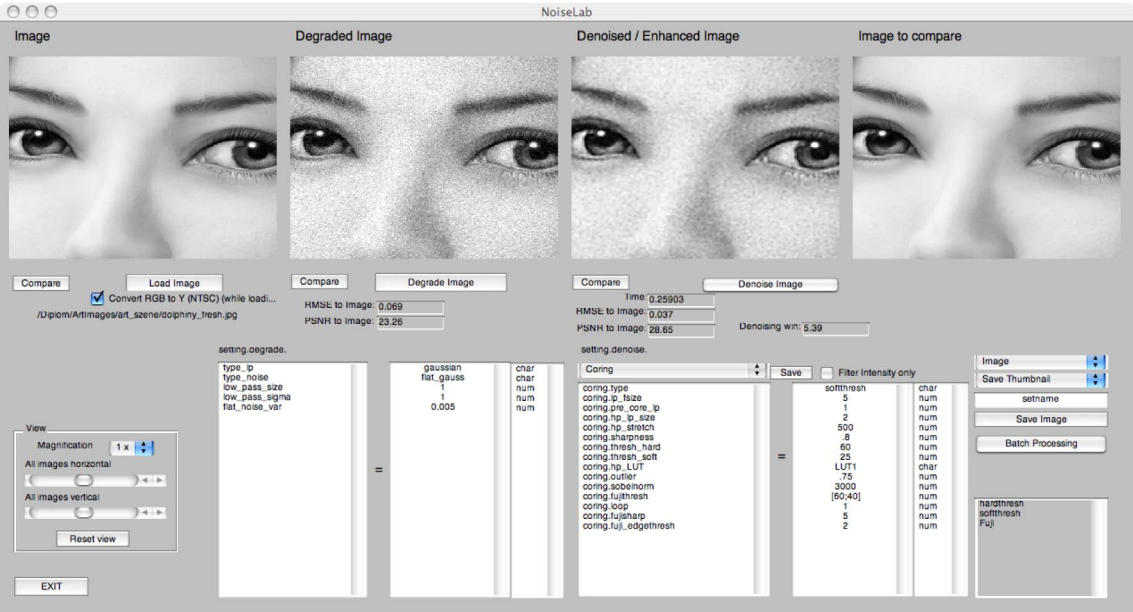 NoiseLab
Image
Degraded Image
Denoised / Enhanced Image
Image to compare
Compare
Load Image
Convert RGB to Y (NTSC) (while loadi...
/Diplom/ArtImages/art_szene/dolphiny_fresh.jpg
Compare
Degrade Image
RMSE to Image: 0.069
PSNR to Image: 23.26
Compare
Denoise Image
Time: 0.25903
RMSE to Image: 0.037
PSNR to Image: 28.65
Denoising win: 5.39
setting.degrade.
type_lp gaussian char
type_noise flat_gauss char
low_pass_size 1 num
low_pass_sigma 1 num
flat_noise_var 0.005 num
=
setting.denoise.
Coring
Save
Filter Intensity only
coring.type softthresh char
coring.lp_fsize 5 num
coring.pre_core_lp 1 num
coring.hp_lp_size 2 num
coring.hp_stretch 500 num
coring.sharpness .8 num
coring.thresh_hard 60 num
coring.thresh_soft 25 num
coring.hp_LUT LUT1 char
coring.outlier .75 num
coring.sobelnorm 3000 num
coring.fujithresh [60;40] num
coring.loop 1 num
coring.fujisharp 5 num
coring.fuji_edgethresh 2 num
=
Image
Save Thumbnail
setname
Save Image
Batch Processing
hardthresh
softthresh
Fuji
View
Magnification 1 x
All images horizontal
All images vertical
Reset view
EXIT